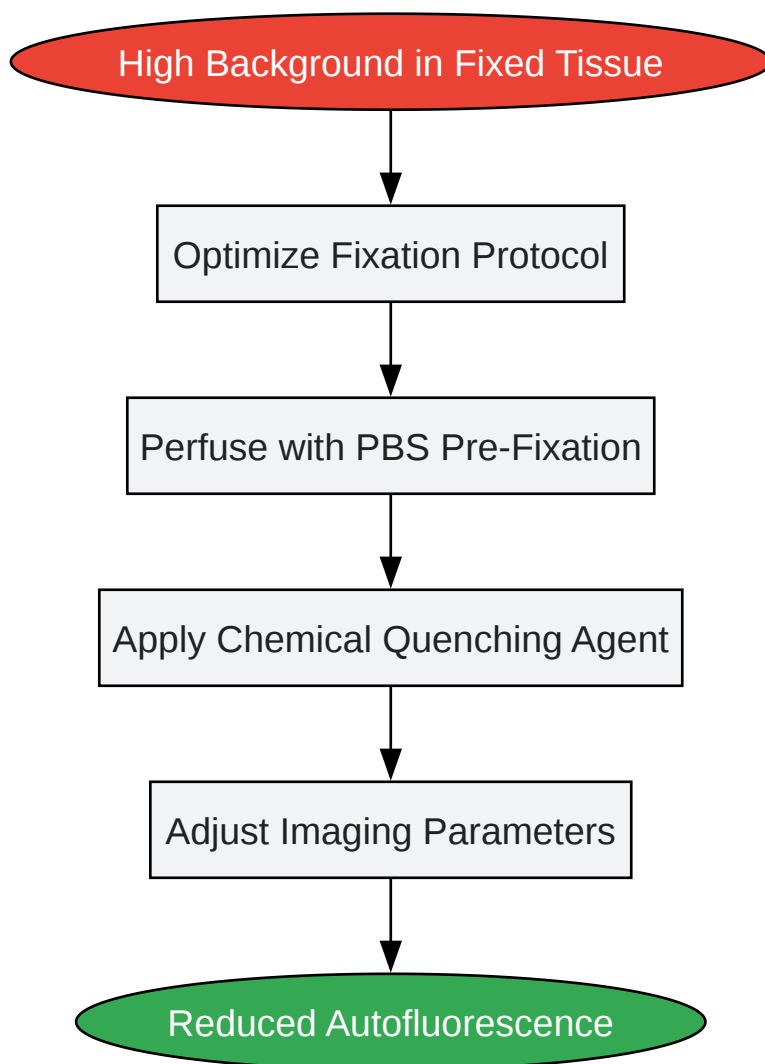 High Background in Fixed Tissue
Optimize Fixation Protocol
Perfuse with PBS Pre-Fixation
Apply Chemical Quenching Agent
Adjust Imaging Parameters
Reduced Autofluorescence